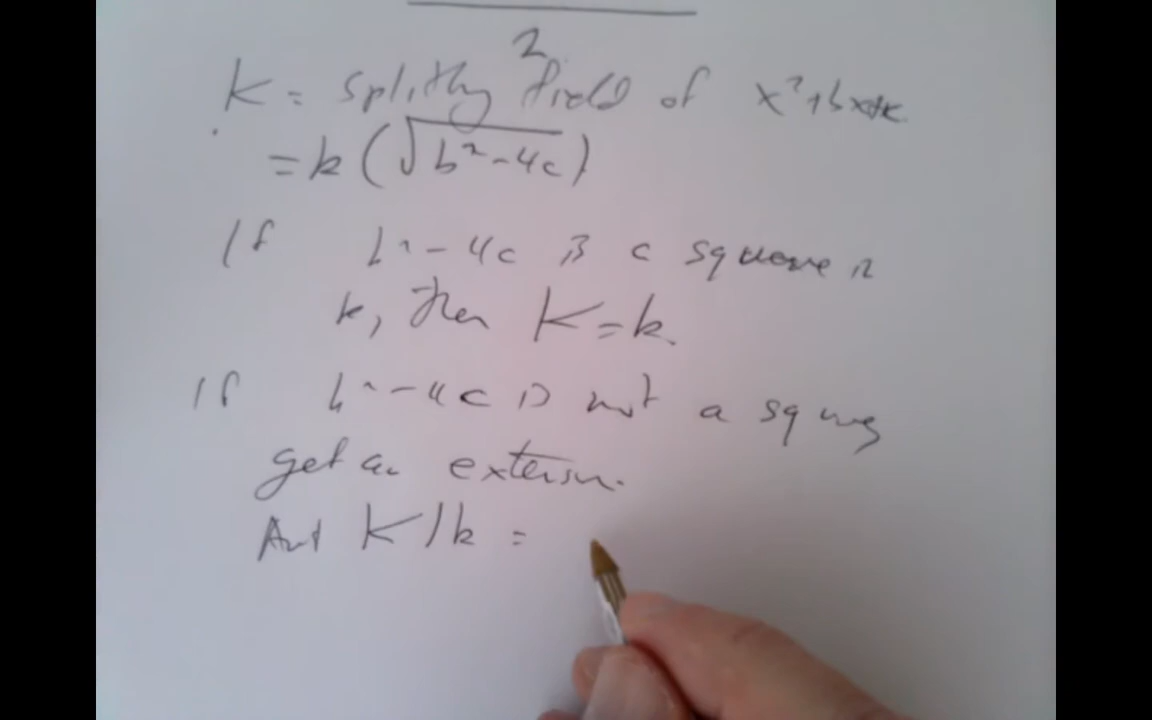 2
K = splitting field of x²+bx+c
= k(√b²-4c)
If b²-4c is a square in
k, then K=k.
If b²-4c is not a square
get an extension.
Aut K/k =